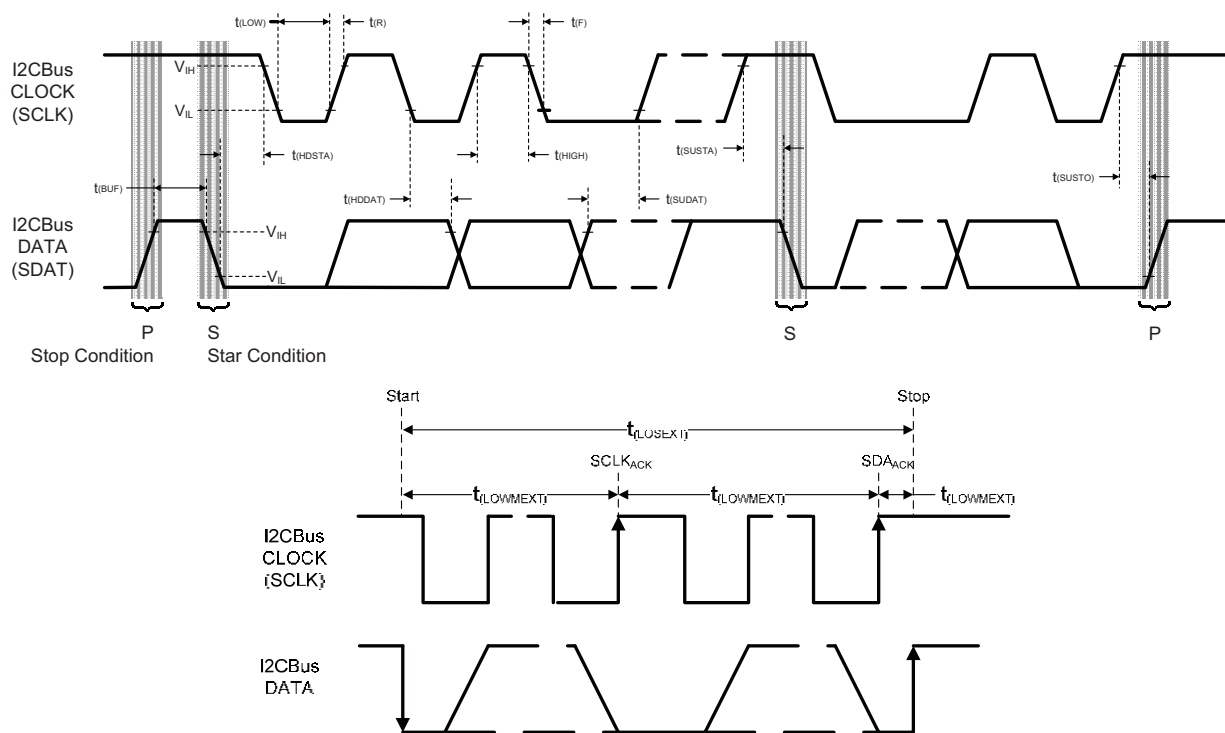 t(LOW)
t(R)
t(F)
I2CBus
CLOCK
(SCLK)
VIH
VIL
t(HDSTA)
t(HIGH)
t(SUSTA)
t(SUSTO)
t(BUF)
t(HDDAT)
t(SUDAT)
I2CBus
DATA
(SDAT)
VIH
VIL
P
S
S
P
Stop Condition
Star Condition
Start
Stop
t(LOSEXT)
SCLKACK
SDAACK
t(LOWMEXT)
t(LOWMEXT)
t(LOWMEXT)
I2CBus
CLOCK
(SCLK)
I2CBus
DATA